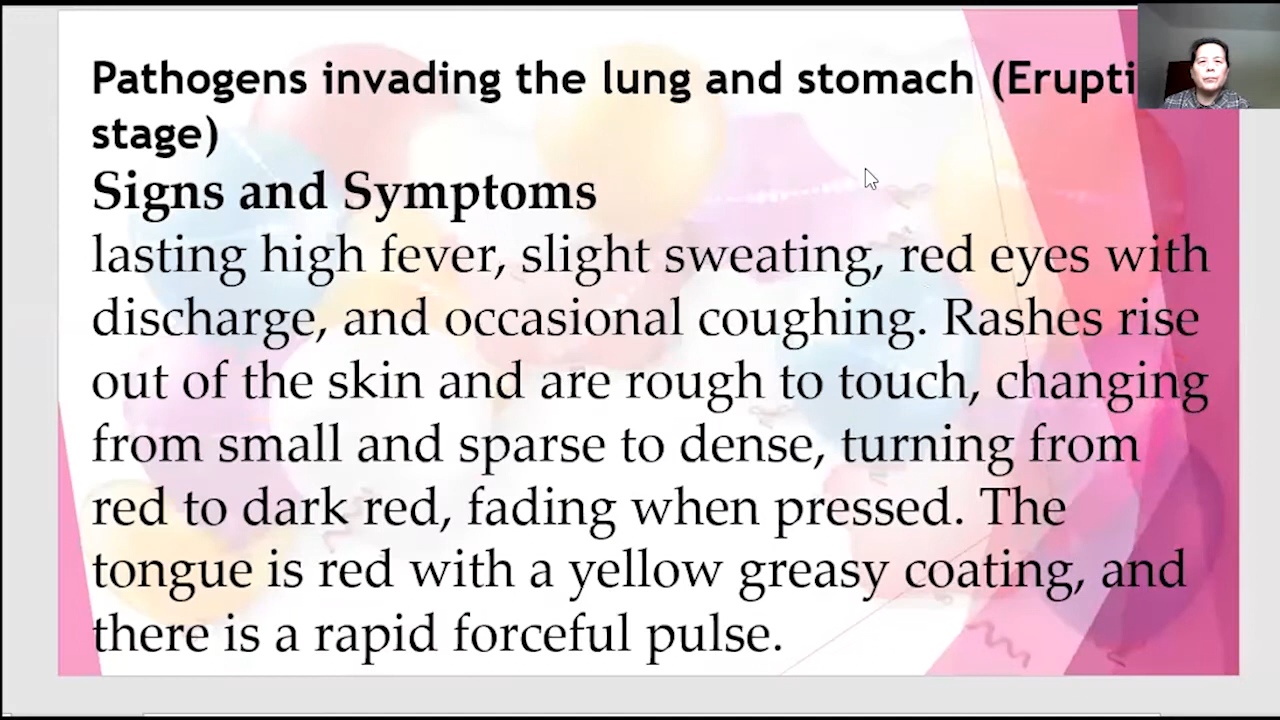 Pathogens invading the lung and stomach (Erupti
stage)
Signs and Symptoms
lasting high fever, slight sweating, red eyes with
discharge, and occasional coughing. Rashes rise
out of the skin and are rough to touch, changing
from small and sparse to dense, turning from
red to dark red, fading when pressed. The
tongue is red with a yellow greasy coating, and
there is a rapid forceful pulse.